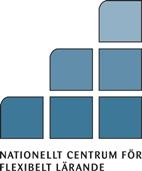 NATIONELLT CENTRUM FÖR
FLEXIBELT LÄRANDE